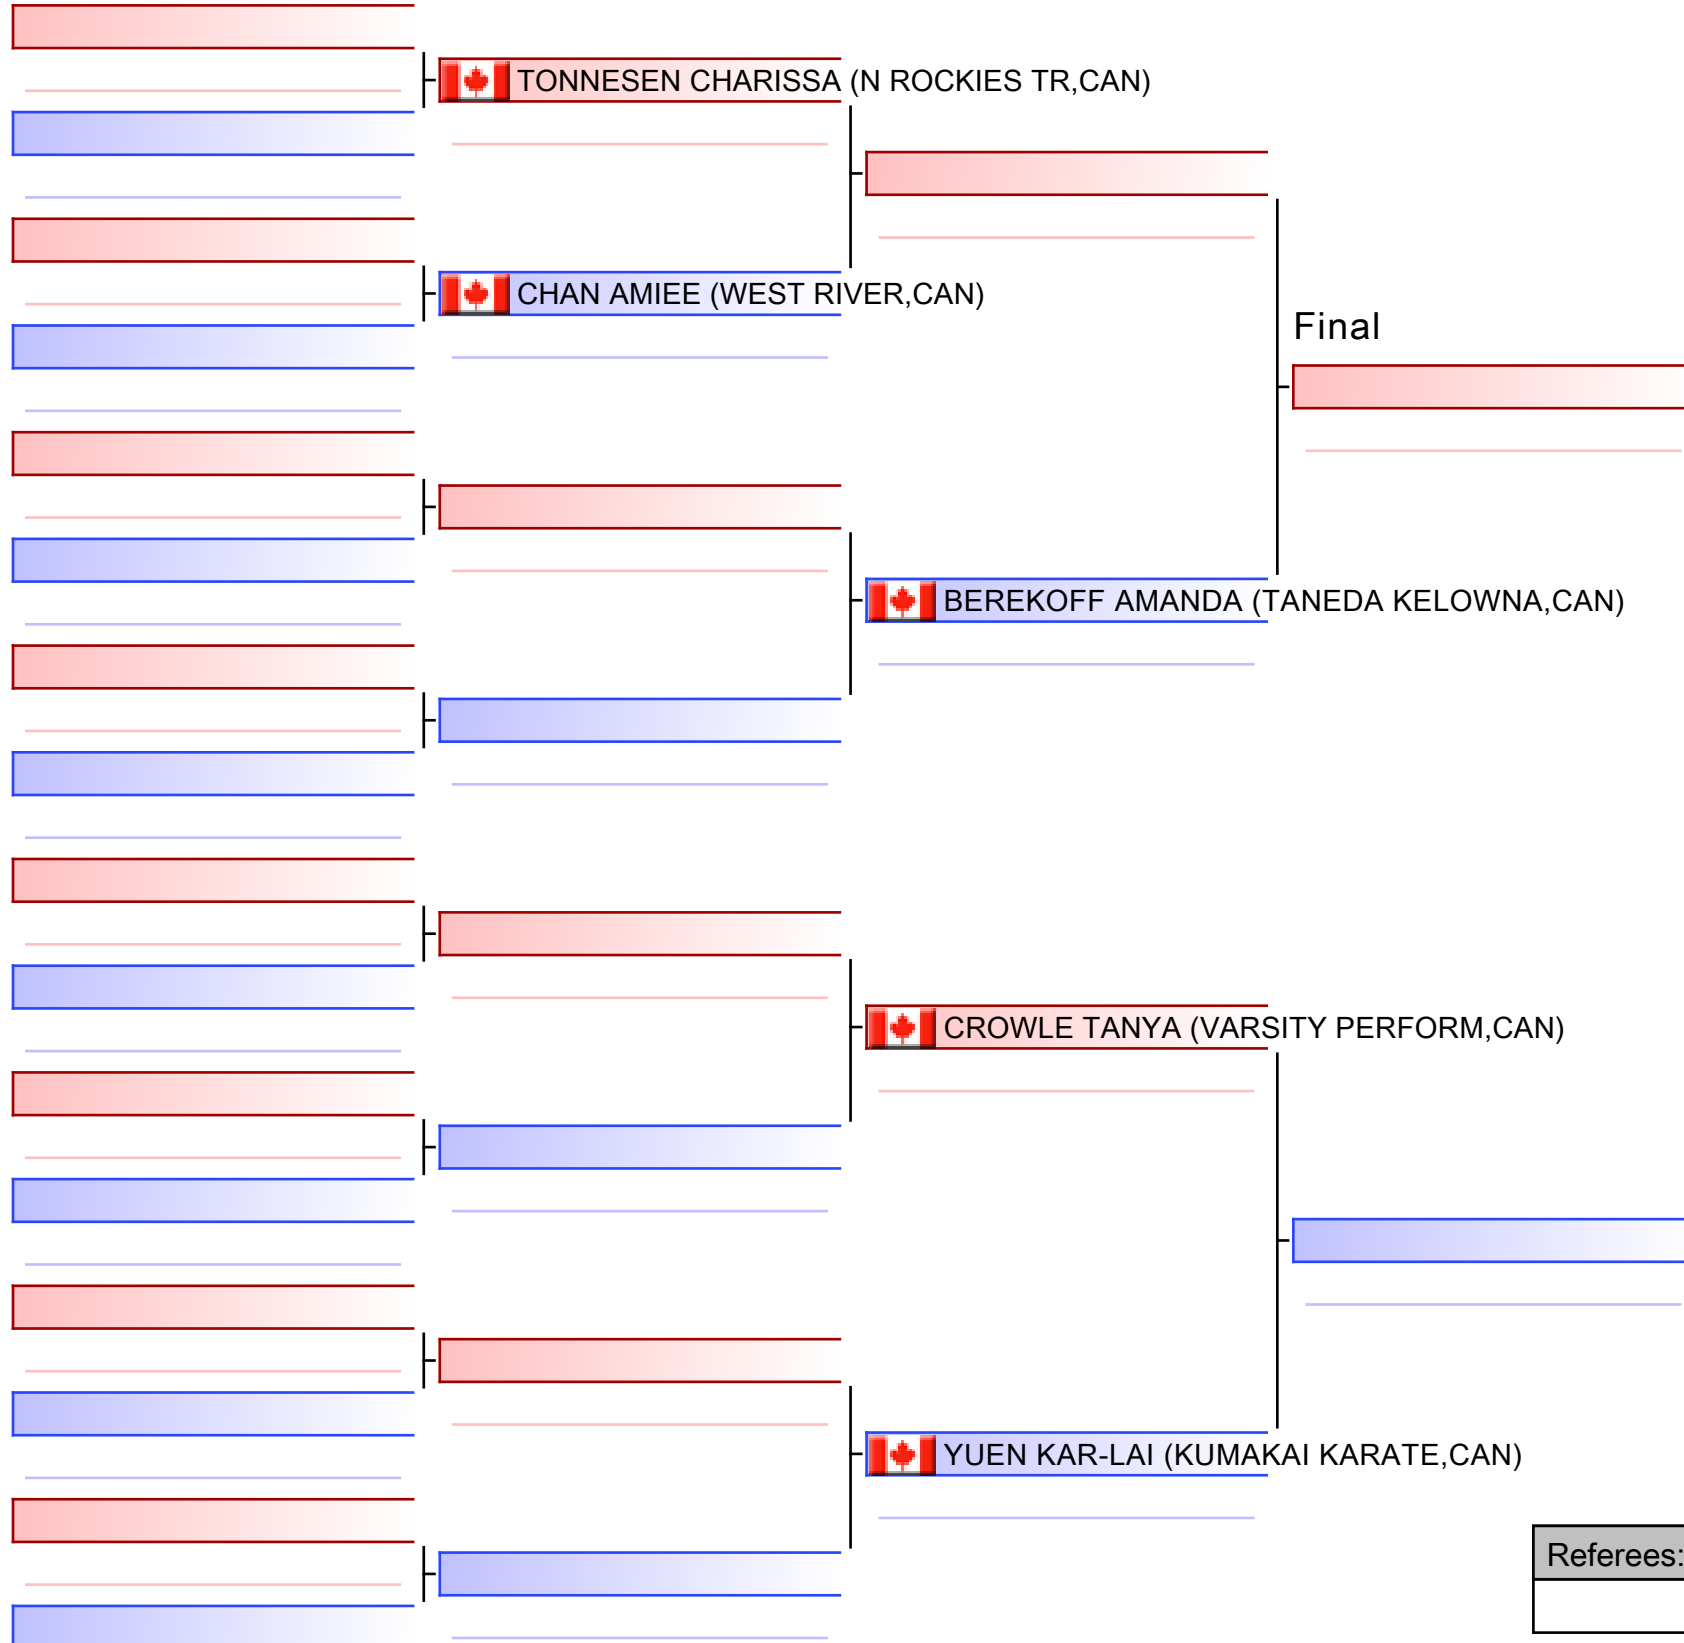 TONNESEN CHARISSA (N ROCKIES TR,CAN)
CHAN AMIEE (WEST RIVER,CAN)
Final
BEREKOFF AMANDA (TANEDA KELOWNA,CAN)
CROWLE TANYA (VARSITY PERFORM,CAN)
YUEN KAR-LAI (KUMAKAI KARATE,CAN)
Referees: